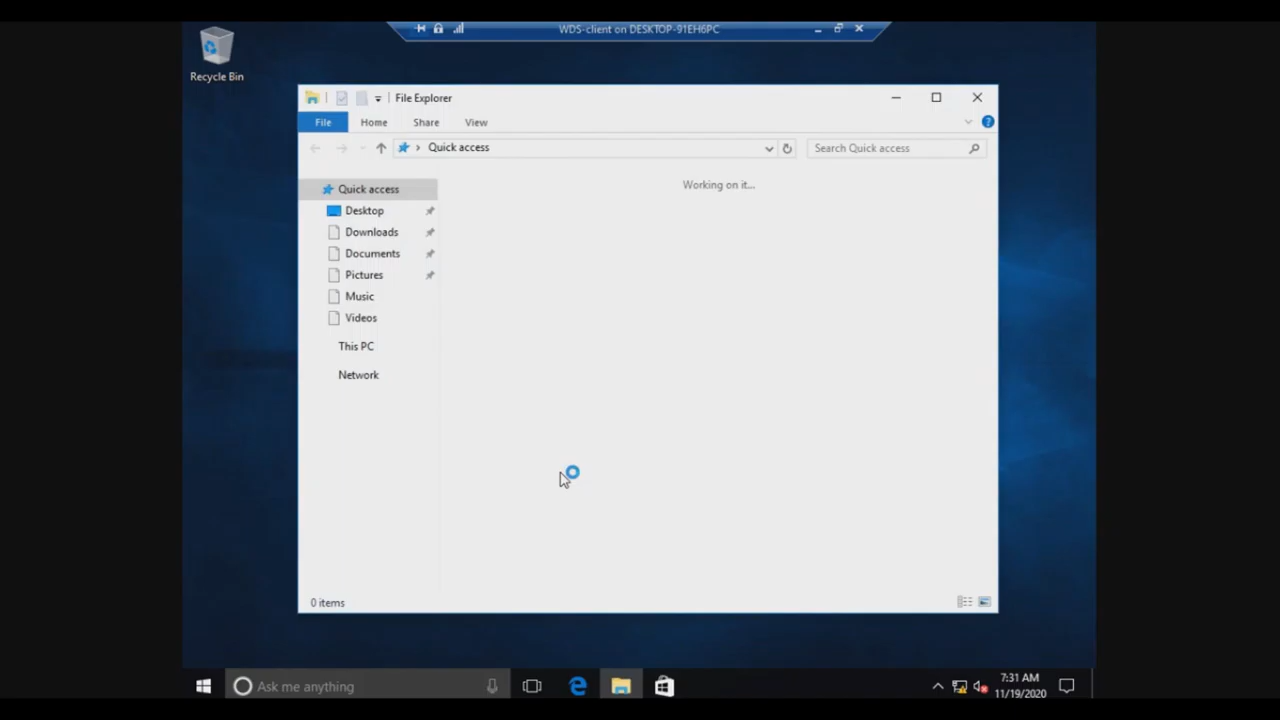 WDS-client on DESKTOP-91EH6PC
Recycle Bin
File Explorer
File
Home
Share
View
Quick access
Search Quick access
Working on it...
Quick access
Desktop
Downloads
Documents
Pictures
Music
Videos
This PC
Network
0 items
Ask me anything
7:31 AM
11/19/2020